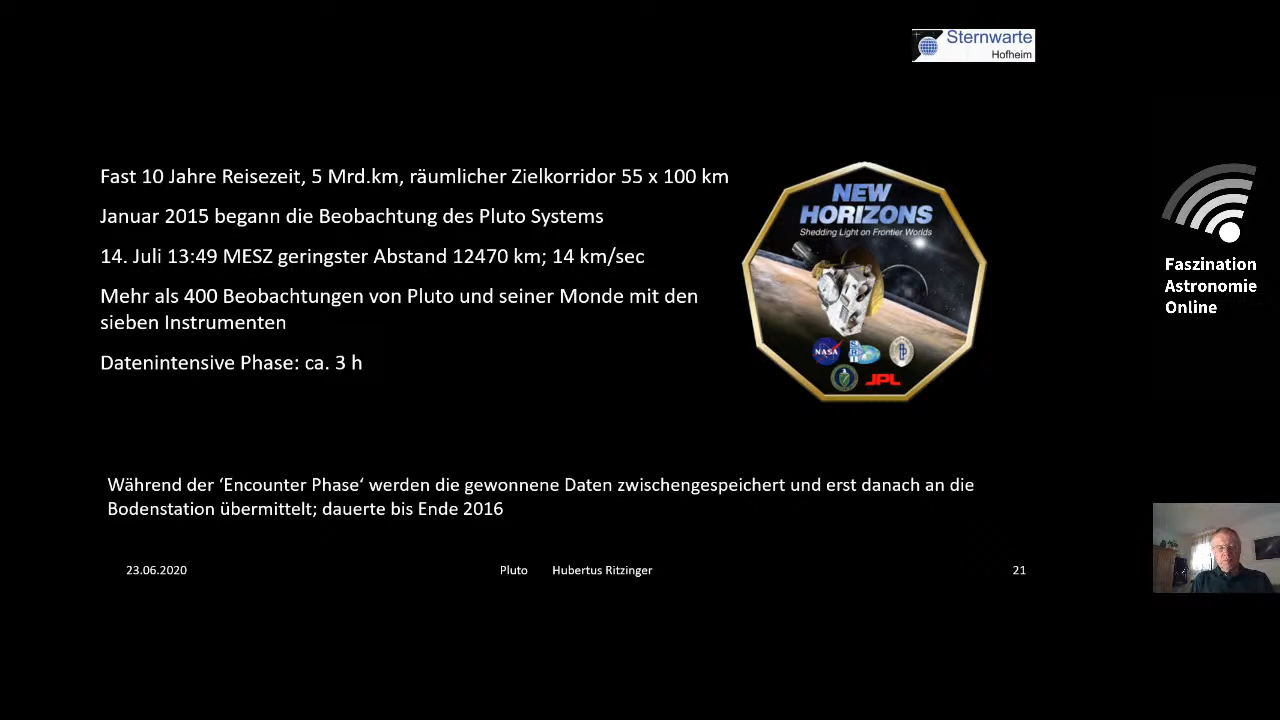 Sternwarte
Hofheim
Fast 10 Jahre Reisezeit, 5 Mrd.km, räumlicher Zielkorridor 55 x 100 km
Januar 2015 begann die Beobachtung des Pluto Systems
14. Juli 13:49 MESZ geringster Abstand 12470 km; 14 km/sec
Mehr als 400 Beobachtungen von Pluto und seiner Monde mit den
sieben Instrumenten
Datenintensive Phase: ca. 3 h
NEW
HORIZONS
Shedding Light on Frontier Worlds
NASA
JPL
Faszination
Astronomie
Online
Während der ‘Encounter Phase‘ werden die gewonnene Daten zwischengespeichert und erst danach an die
Bodenstation übermittelt; dauerte bis Ende 2016
23.06.2020
Pluto Hubertus Ritzinger
21